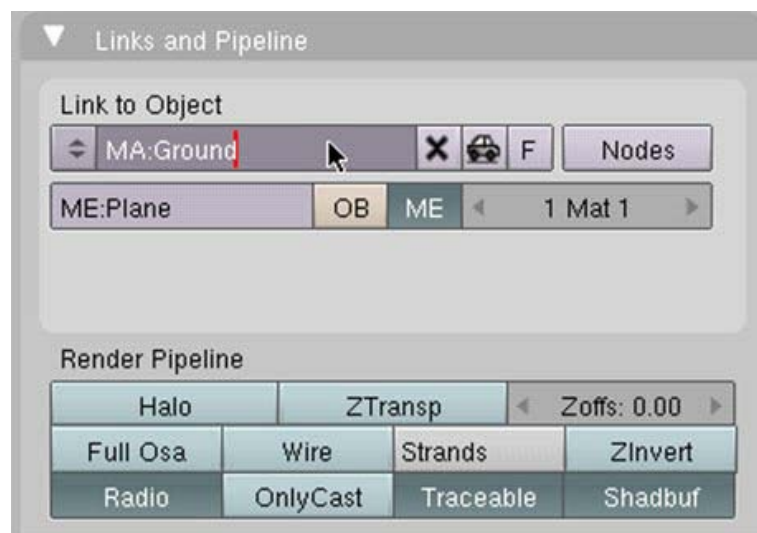 Links and Pipeline
Link to Object
MA:Ground F Nodes
ME:Plane OB ME 1 Mat 1
Render Pipeline
Halo ZTransp Zoffs: 0.00
Full Osa Wire Strands ZInvert
Radio OnlyCast Traceable Shadbuf